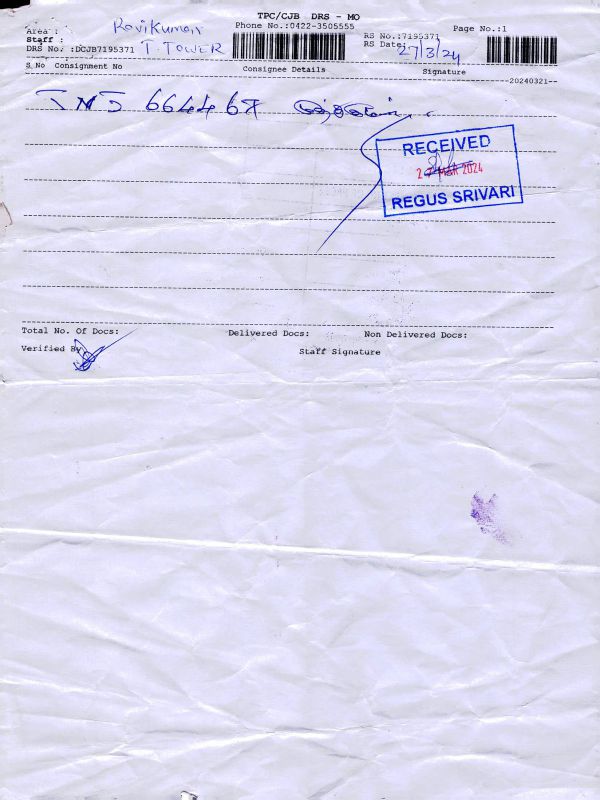 TPC/CJB DRS - MO
Area : Ravikumar
Phone No.:0422-3505555
Page No.:1
Staff :
RS No.:7195371
DRS No. :DCJB7195371 T. TOWER
RS Date: 27/3/24
S No Consignment No Consignee Details Signature
20240321
RECEIVED
27 MAR 2024
REGUS SRIVARI
Total No. Of Docs: Delivered Docs: Non Delivered Docs:
Verified By
Staff Signature